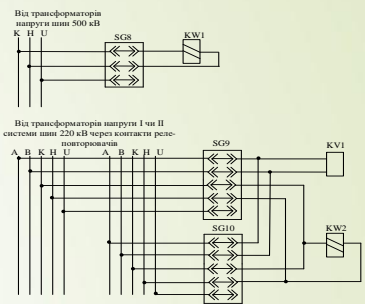 Від трансформаторів
напруги шин 500 кВ
K H U
SG8
KW1
Від трансформаторів напруги I чи II
системи шин 220 кВ через контакти реле-
повторювачів
A B K H U A B K H U
SG9
KV1
SG10
KW2